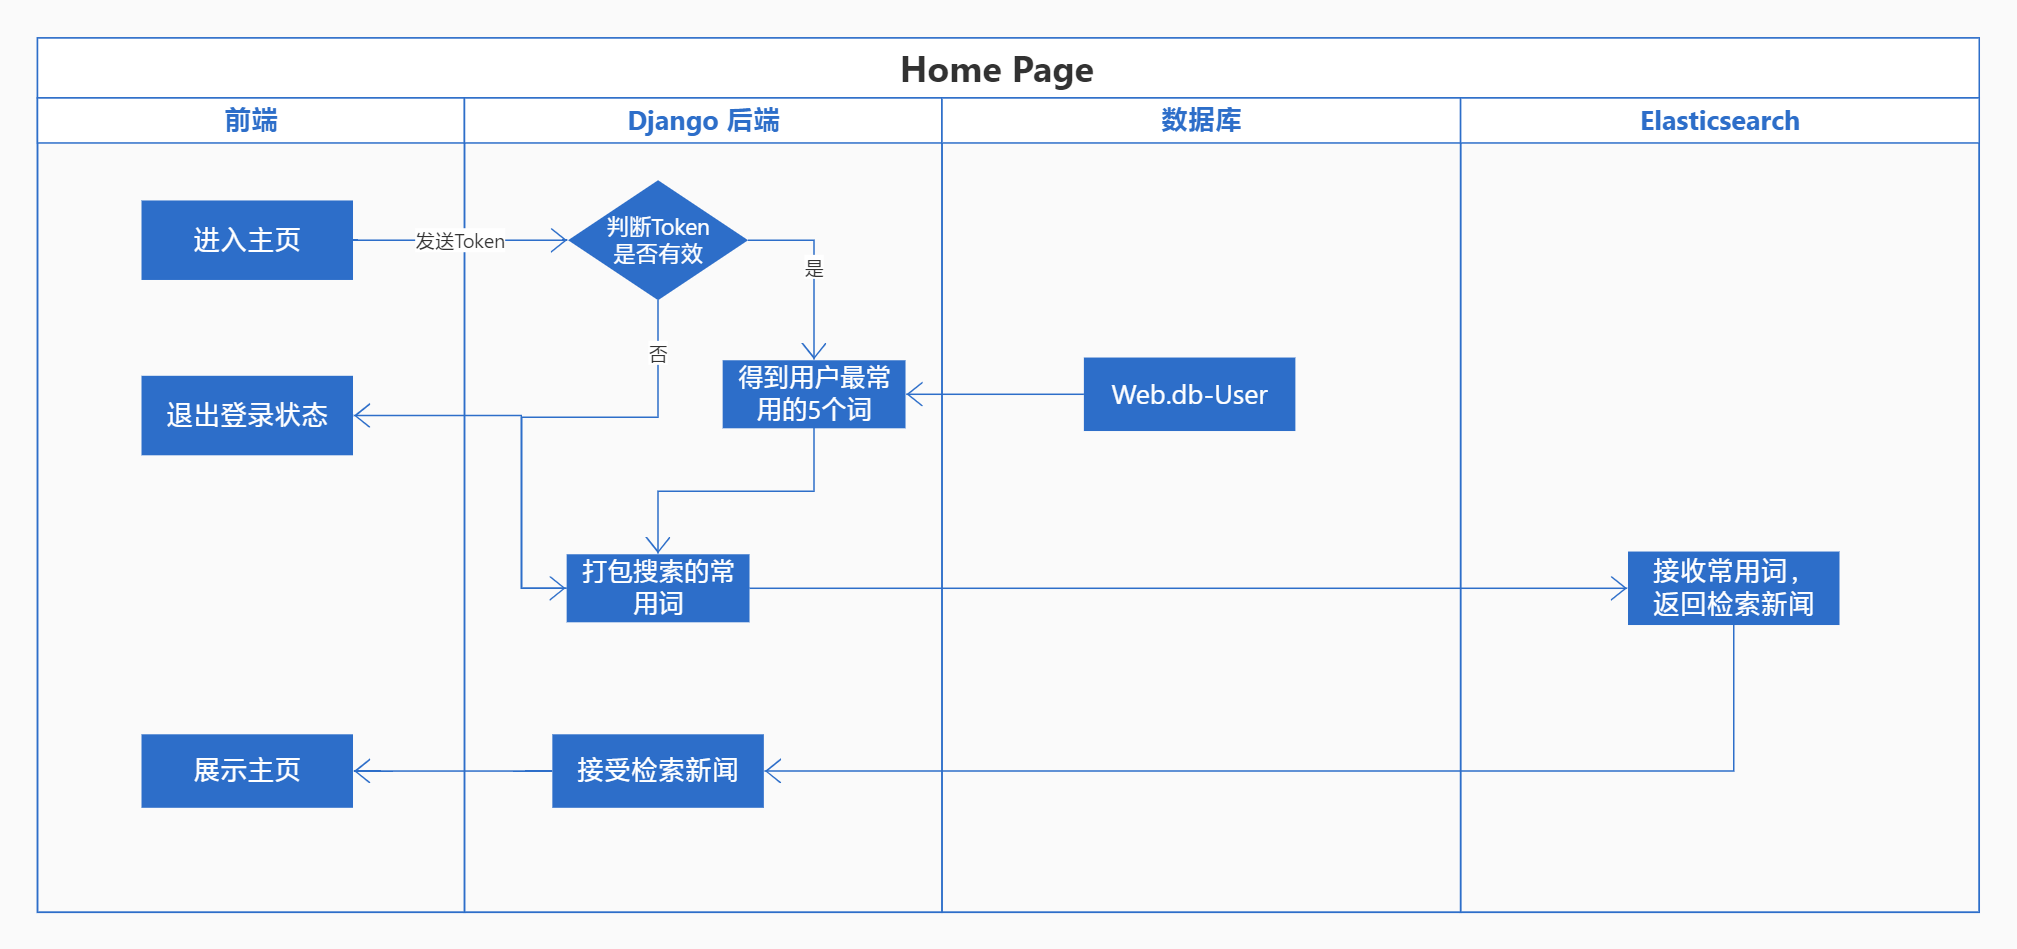 Home Page
前端
Django 后端
数据库
Elasticsearch
进入主页
发送Token
判断Token
是否有效
是
否
退出登录状态
得到用户最常
用的5个词
Web.db-User
打包搜索的常
用词
接收常用词，
返回检索新闻
展示主页
接受检索新闻